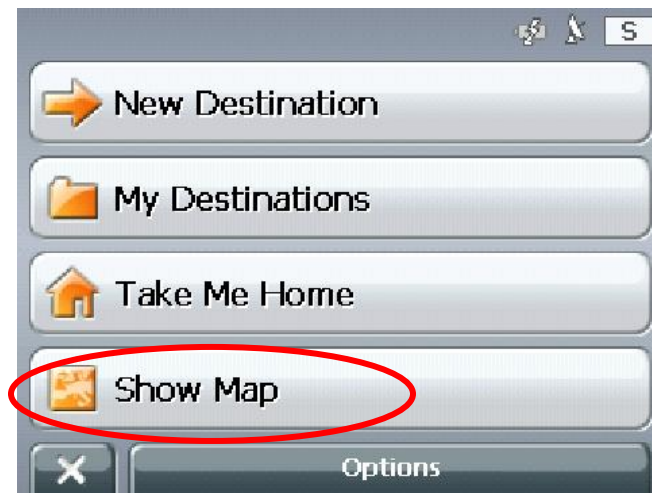 S
New Destination
My Destinations
Take Me Home
Show Map
Options